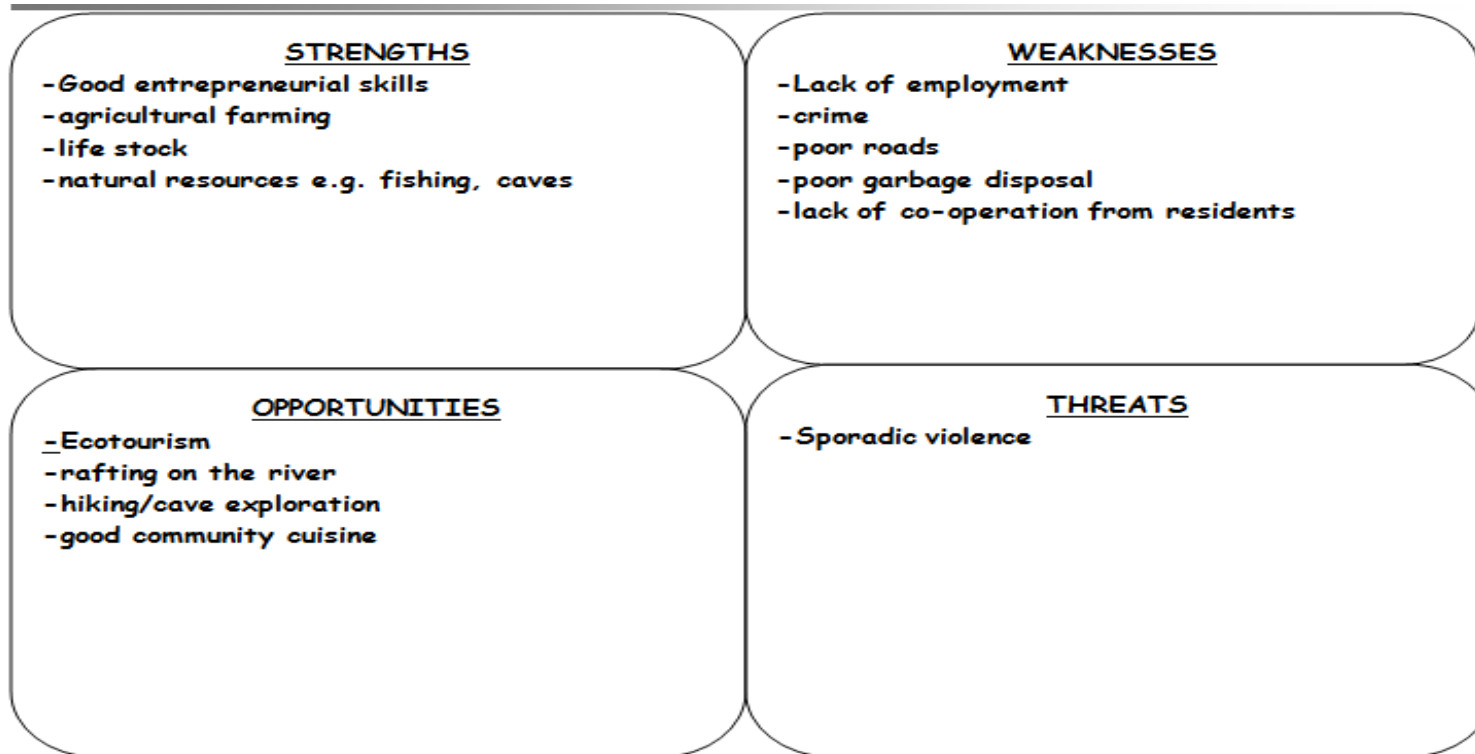 STRENGTHS
-Good entrepreneurial skills
-agricultural farming
-life stock
-natural resources e.g. fishing, caves
WEAKNESSES
-Lack of employment
-crime
-poor roads
-poor garbage disposal
-lack of co-operation from residents
OPPORTUNITIES
-Ecotourism
-rafting on the river
-hiking/cave exploration
-good community cuisine
THREATS
-Sporadic violence